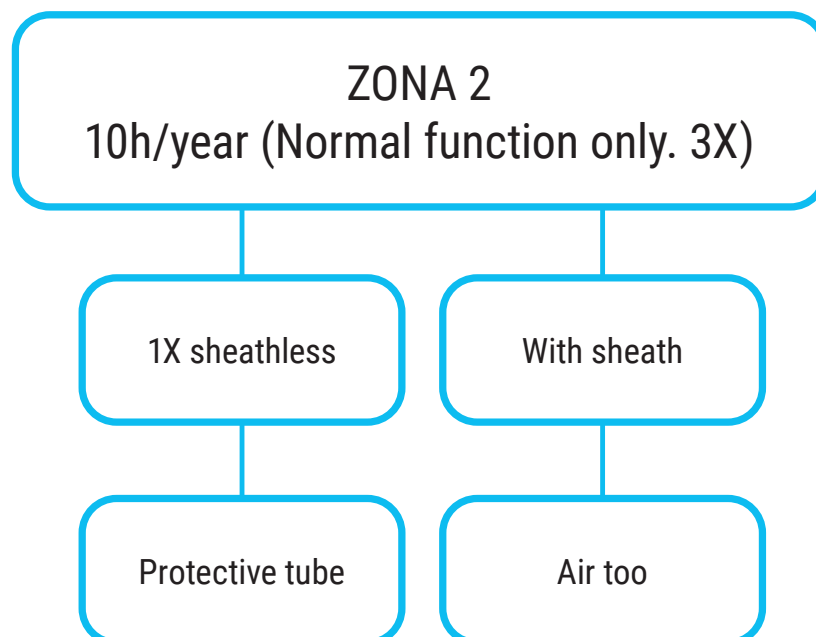 ZONA 2
10h/year (Normal function only. 3X)
1X sheathless
With sheath
Protective tube
Air too